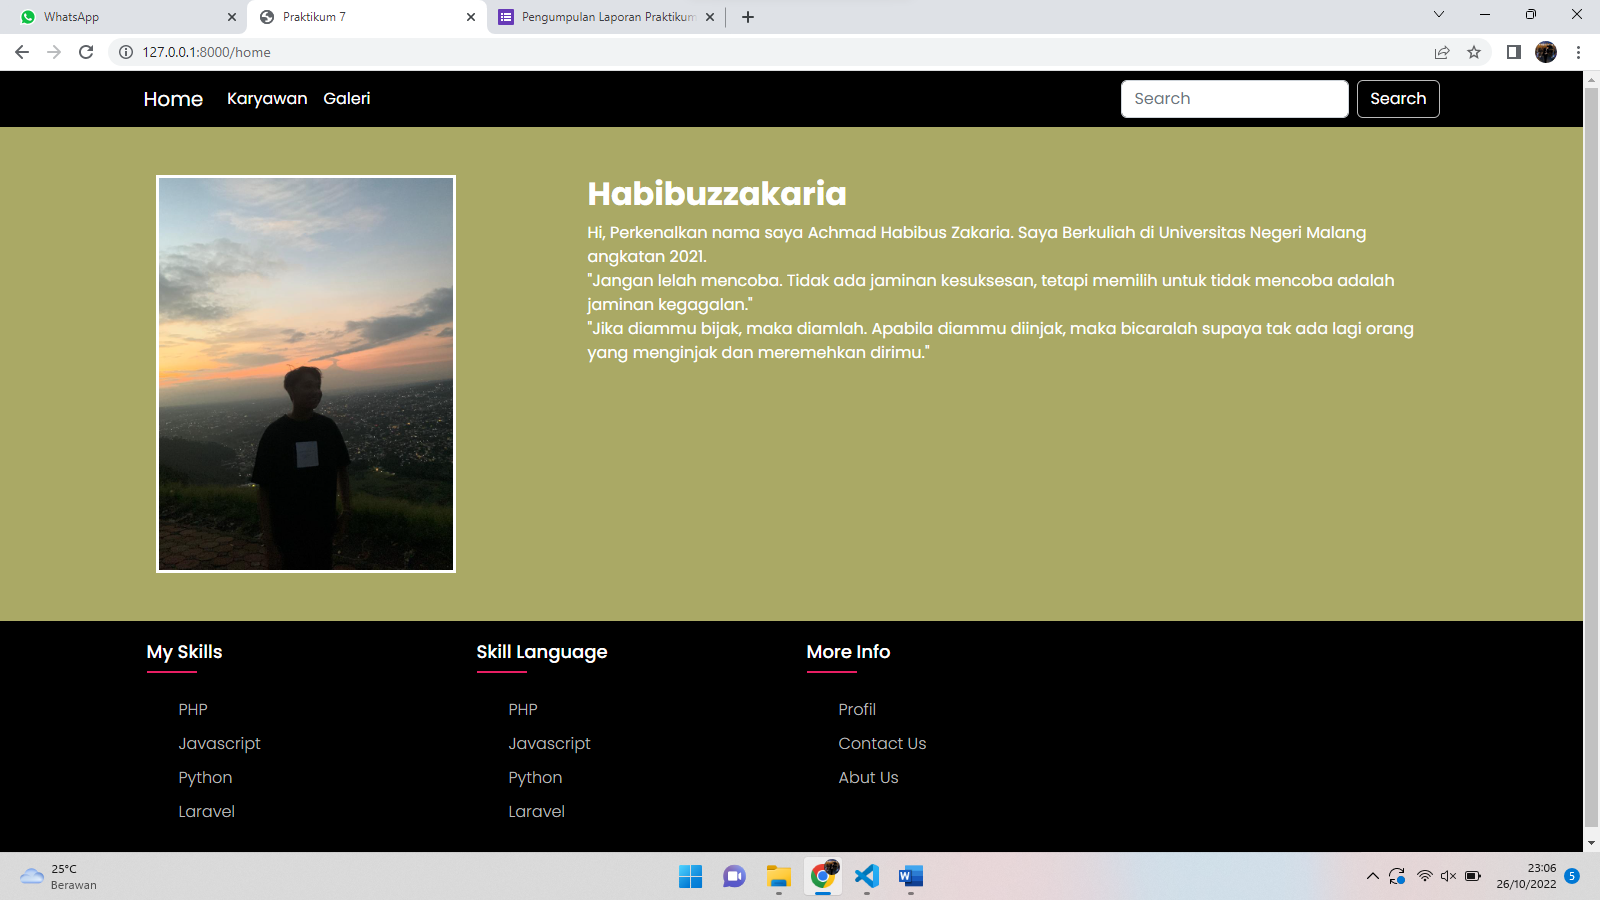 WhatsApp
Praktikum 7
Pengumpulan Laporan Praktikum
127.0.0.1:8000/home
Home Karyawan Galeri Search Search
Habibuzzakaria
Hi, Perkenalkan nama saya Achmad Habibus Zakaria. Saya Berkuliah di Universitas Negeri Malang
angkatan 2021.
"Jangan lelah mencoba. Tidak ada jaminan kesuksesan, tetapi memilih untuk tidak mencoba adalah
jaminan kegagalan."
"Jika diammu bijak, maka diamlah. Apabila diammu diinjak, maka bicaralah supaya tak ada lagi orang
yang menginjak dan meremehkan dirimu."
My Skills
PHP
Javascript
Python
Laravel
Skill Language
PHP
Javascript
Python
Laravel
More Info
Profil
Contact Us
Abut Us
25°C
Berawan
W
23:06
26/10/2022
5